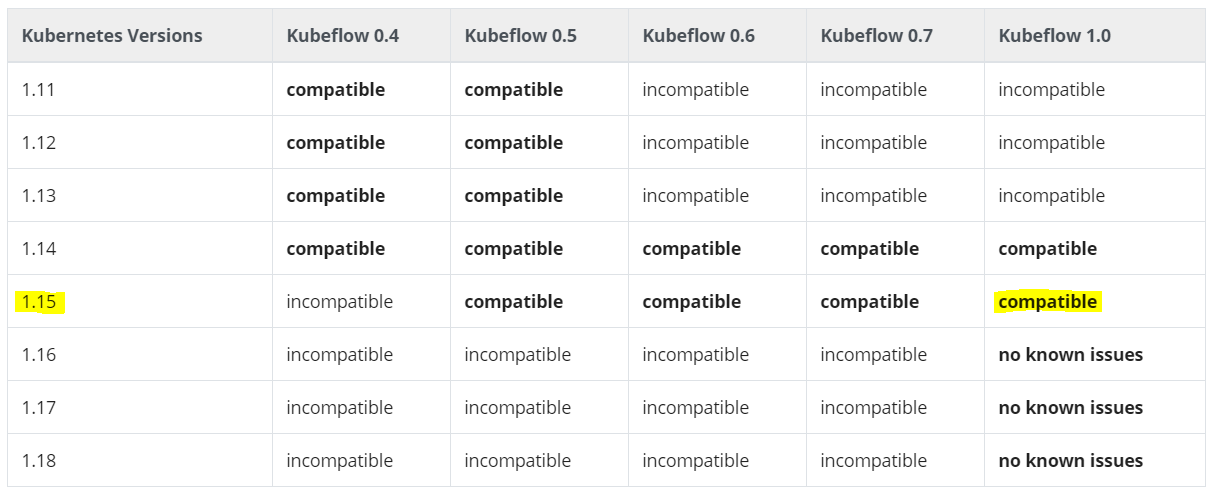 Kubernetes Versions Kubeflow 0.4 Kubeflow 0.5 Kubeflow 0.6 Kubeflow 0.7 Kubeflow 1.0
1.11 compatible compatible incompatible incompatible incompatible
1.12 compatible compatible incompatible incompatible incompatible
1.13 compatible compatible incompatible incompatible incompatible
1.14 compatible compatible compatible compatible compatible
1.15 incompatible compatible compatible compatible compatible
1.16 incompatible incompatible incompatible incompatible no known issues
1.17 incompatible incompatible incompatible incompatible no known issues
1.18 incompatible incompatible incompatible incompatible no known issues